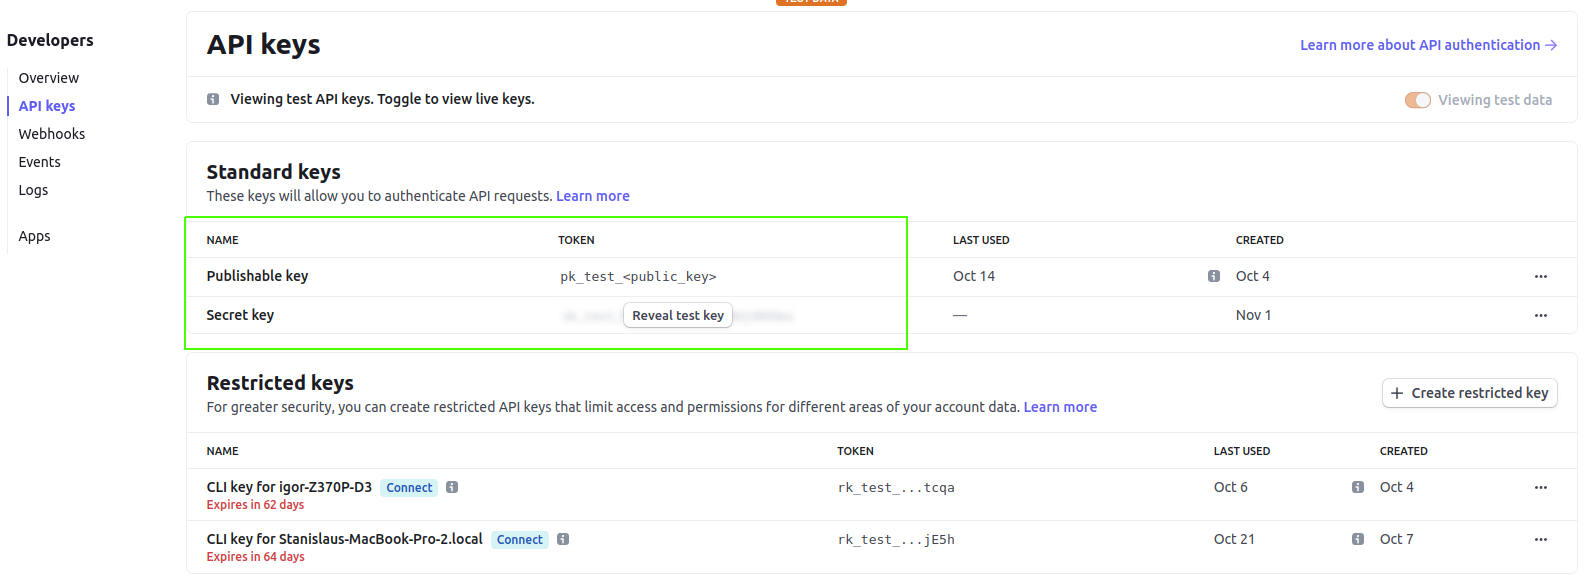 TEST DATA
Developers
Overview
API keys
Webhooks
Events
Logs
Apps
API keys
Learn more about API authentication →
Viewing test API keys. Toggle to view live keys.
Viewing test data
Standard keys
These keys will allow you to authenticate API requests. Learn more
NAME TOKEN LAST USED CREATED
Publishable key pk_test_<public_key> Oct 14 Oct 4
Secret key Reveal test key — Nov 1
Restricted keys
For greater security, you can create restricted API keys that limit access and permissions for different areas of your account data. Learn more
+ Create restricted key
NAME TOKEN LAST USED CREATED
CLI key for igor-Z370P-D3 Connect rk_test_...tcqa Oct 6 Oct 4
Expires in 62 days
CLI key for Stanislaus-MacBook-Pro-2.local Connect rk_test_...jE5h Oct 21 Oct 7
Expires in 64 days